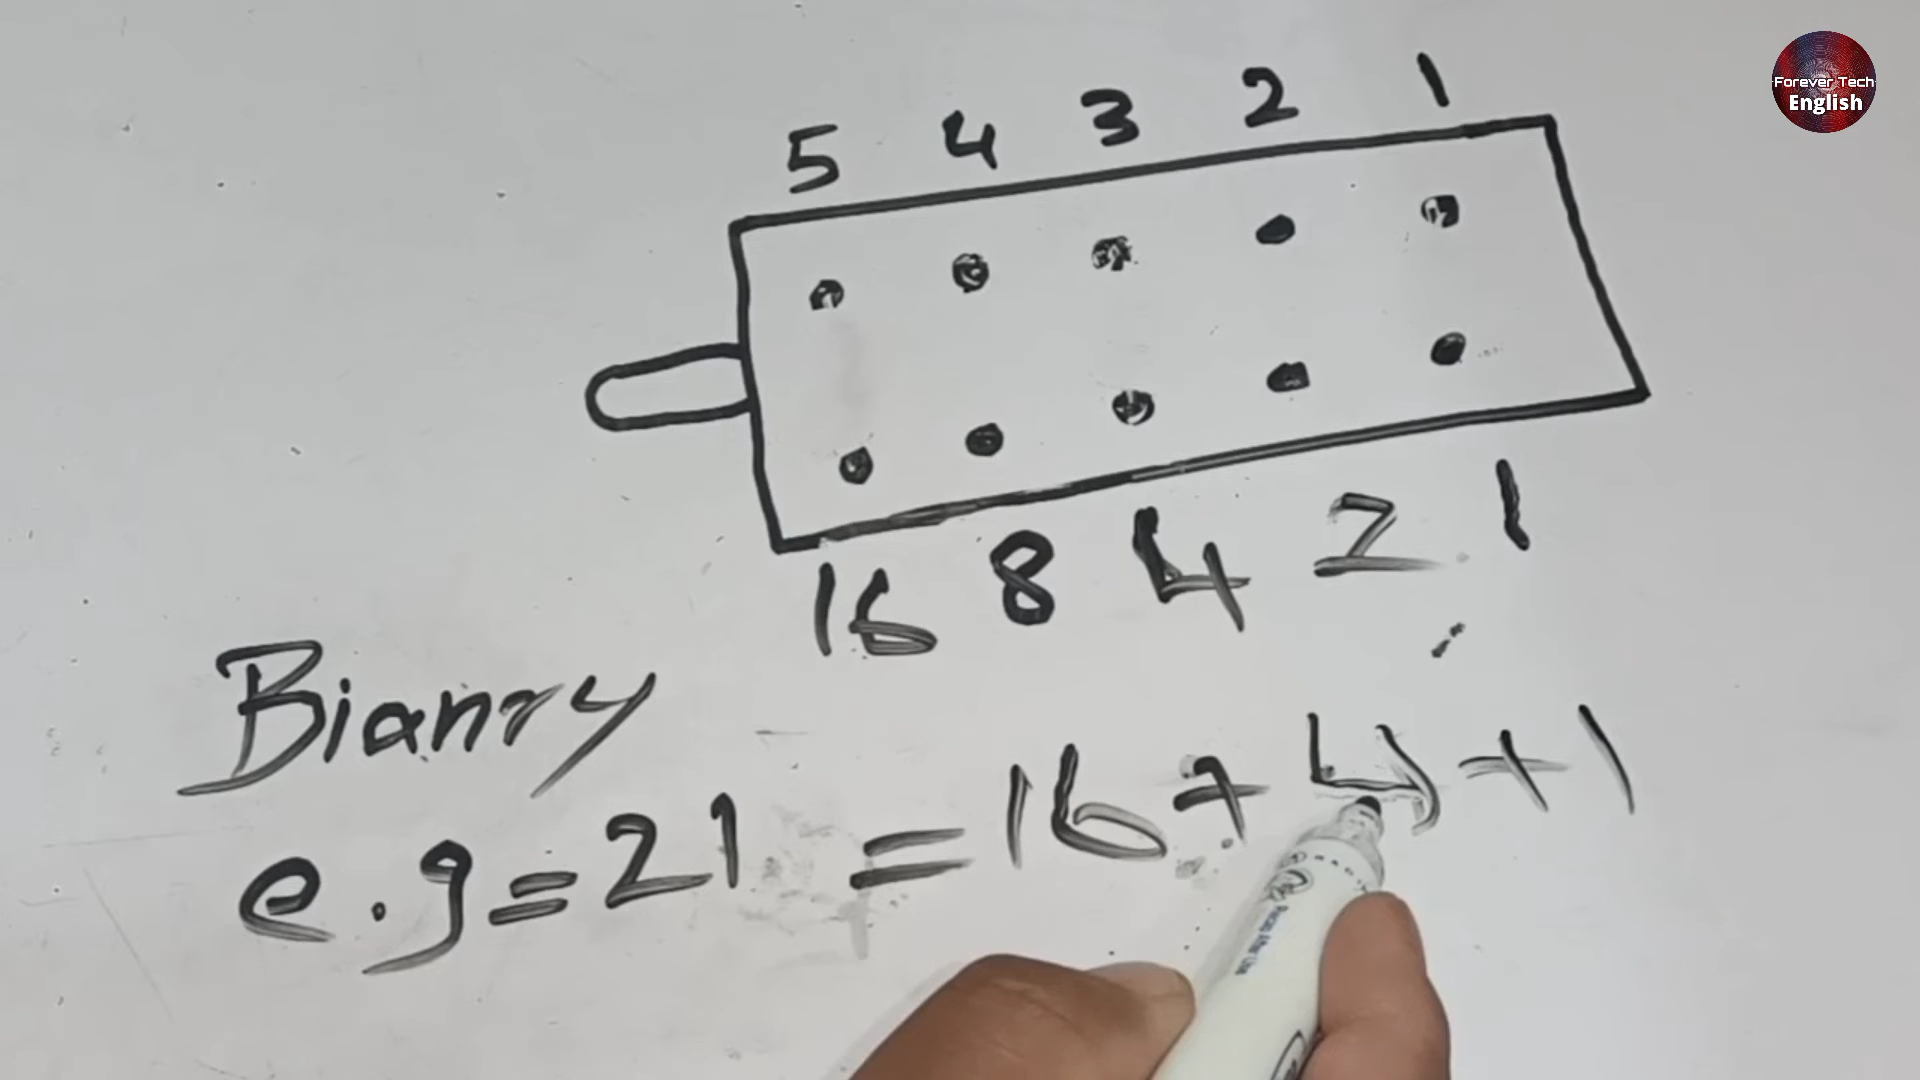 Forever Tech
English
5 4 3 2 1
16 8 4 2 1
Bianry
e.g = 21 = 16 + 4 + 1